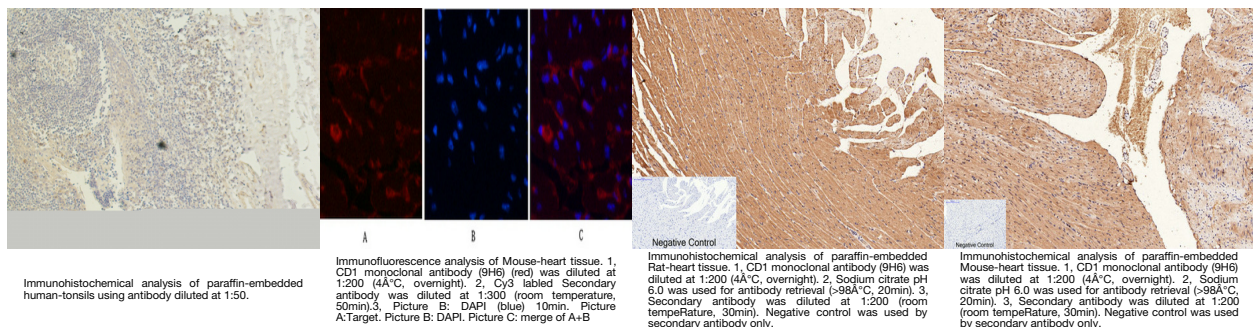 A
B
C
Negative Control
Negative Control
Immunohistochemical analysis of paraffin-embedded
human-tonsils using antibody diluted at 1:50.
Immunofluorescence analysis of Mouse-heart tissue. 1,
CD1 monoclonal antibody (9H6) (red) was diluted at
1:200 (4Â°C, overnight). 2, Cy3 labled Secondary
antibody was diluted at 1:300 (room temperature,
50min).3, Picture B: DAPI (blue) 10min. Picture
A:Target. Picture B: DAPI. Picture C: merge of A+B
Immunohistochemical analysis of paraffin-embedded
Rat-heart tissue. 1, CD1 monoclonal antibody (9H6) was
diluted at 1:200 (4Â°C, overnight). 2, Sodium citrate pH
6.0 was used for antibody retrieval (>98Â°C, 20min). 3,
Secondary antibody was diluted at 1:200 (room
tempeRature, 30min). Negative control was used by
secondary antibody only.
Immunohistochemical analysis of paraffin-embedded
Mouse-heart tissue. 1, CD1 monoclonal antibody (9H6)
was diluted at 1:200 (4Â°C, overnight). 2, Sodium citrate
pH 6.0 was used for antibody retrieval (>98Â°C,
20min). 3, Secondary antibody was diluted at 1:200
(room tempeRature, 30min). Negative control was used
by secondary antibody only.